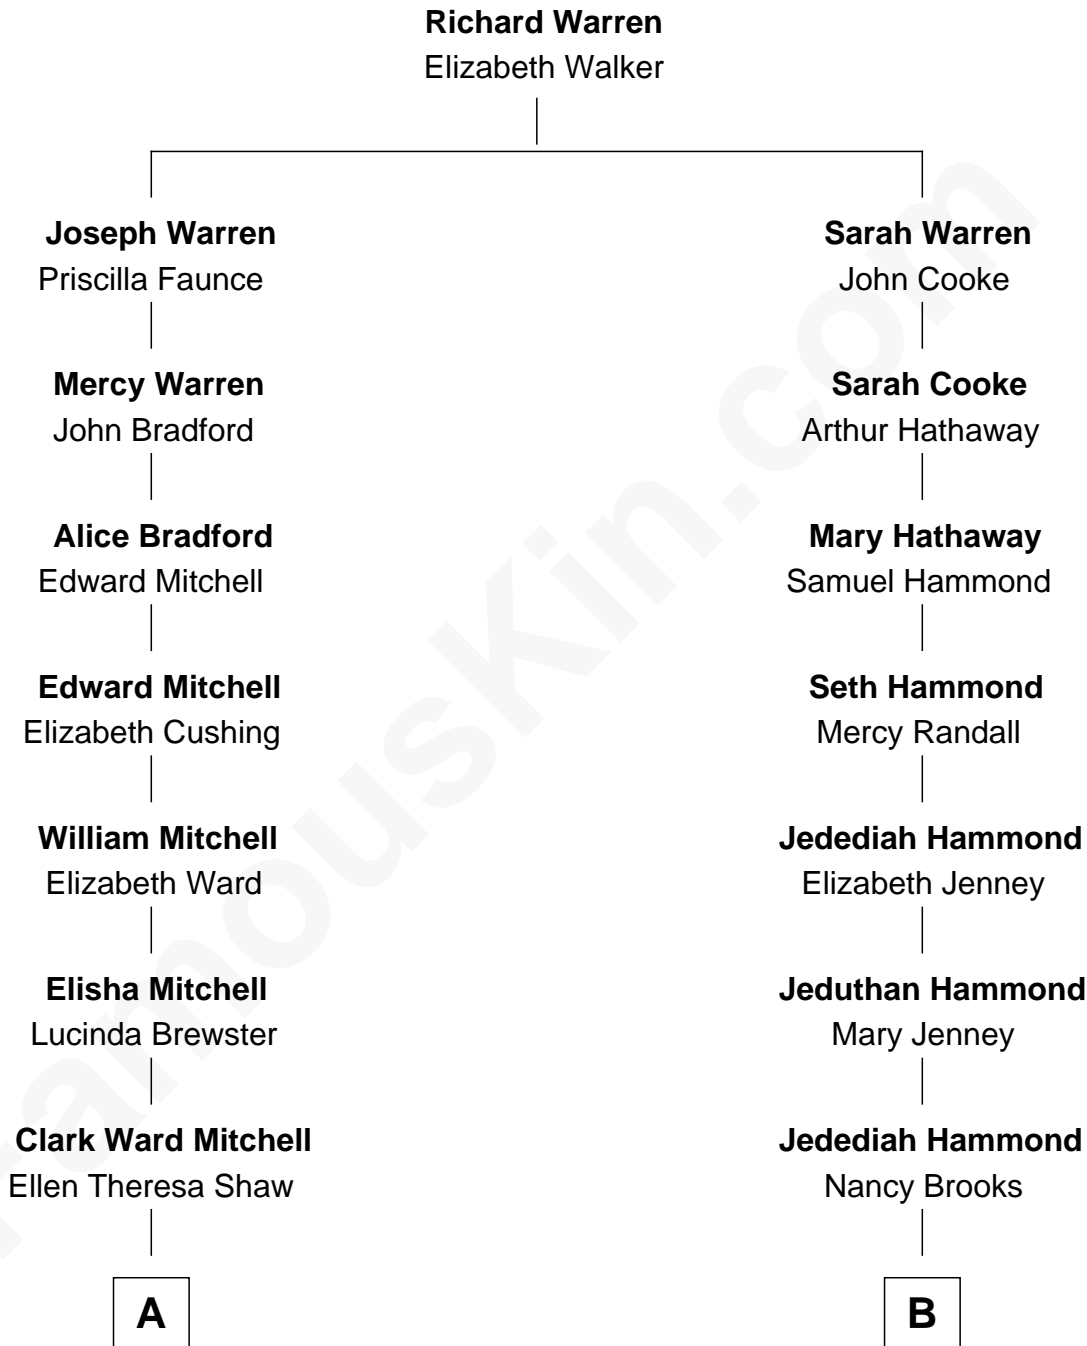 Richard Warren
Elizabeth Walker
Joseph Warren
Priscilla Faunce
Sarah Warren
John Cooke
Mercy Warren
John Bradford
Sarah Cooke
Arthur Hathaway
Alice Bradford
Edward Mitchell
Mary Hathaway
Samuel Hammond
Edward Mitchell
Elizabeth Cushing
Seth Hammond
Mercy Randall
William Mitchell
Elizabeth Ward
Jedediah Hammond
Elizabeth Jenney
Elisha Mitchell
Lucinda Brewster
Jeduthan Hammond
Mary Jenney
Clark Ward Mitchell
Ellen Theresa Shaw
Jedediah Hammond
Nancy Brooks
A
B
famouskin.com